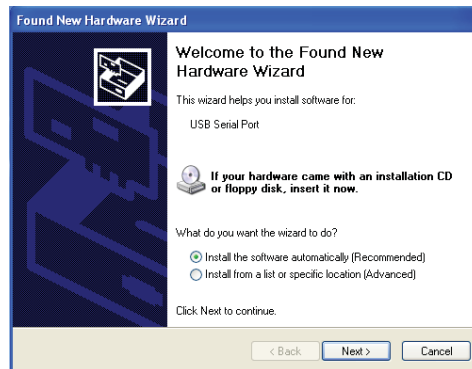 Found New Hardware Wizard
Welcome to the Found New
Hardware Wizard
This wizard helps you install software for:
USB Serial Port
If your hardware came with an installation CD
or floppy disk, insert it now.
What do you want the wizard to do?
Install the software automatically (Recommended)
Install from a list or specific location (Advanced)
Click Next to continue.
< Back Next > Cancel